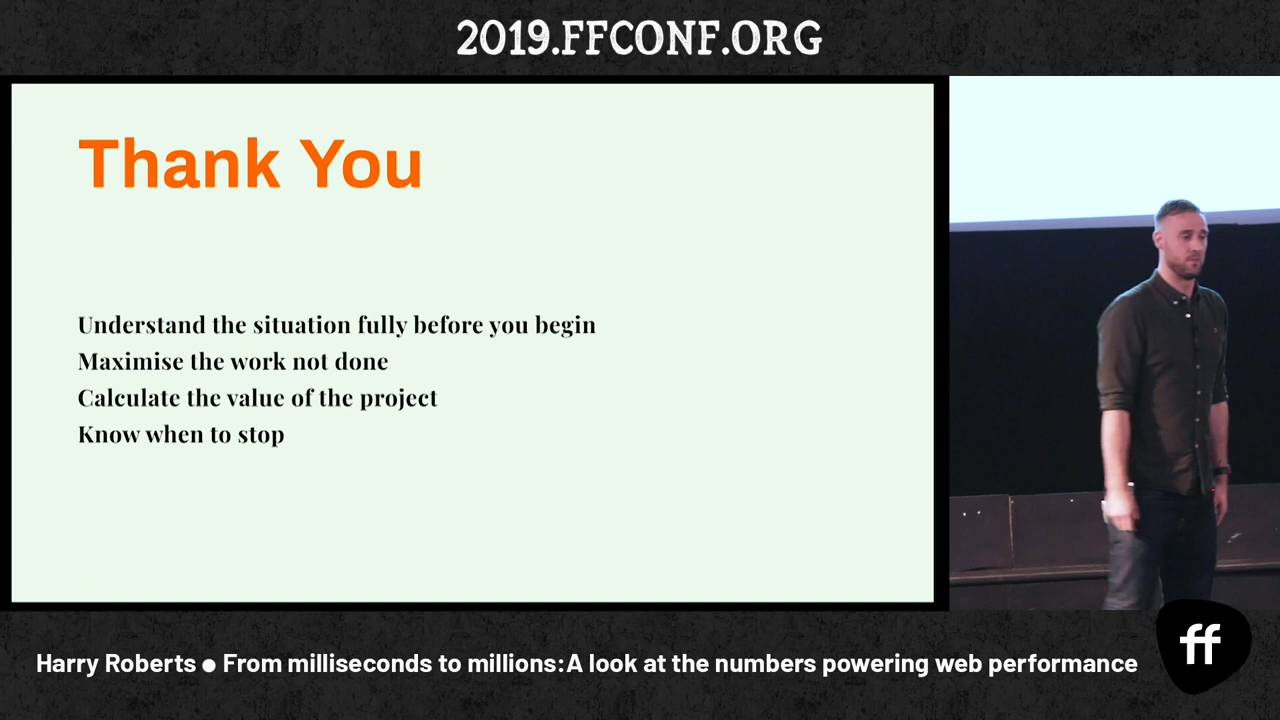 2019.FFCONF.ORG
Thank You
Understand the situation fully before you begin
Maximise the work not done
Calculate the value of the project
Know when to stop
Harry Roberts ● From milliseconds to millions: A look at the numbers powering web performance
ff